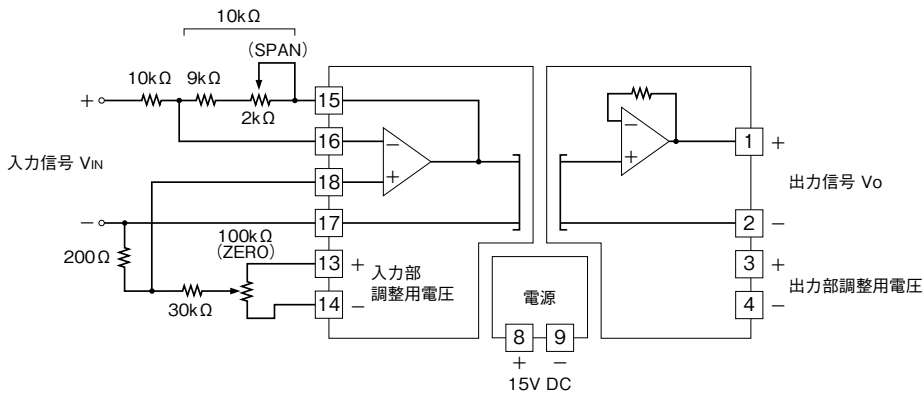 10kΩ
(SPAN)
10kΩ
9kΩ
2kΩ
+
15
16
18
17
−
+
入力信号 VIN
−
200Ω
100kΩ
(ZERO)
30kΩ
13
+
14
−
入力部
調整用電圧
電源
8
9
+
−
15V DC
−
+
1
+
出力信号 Vo
2
−
3
+
出力部調整用電圧
4
−